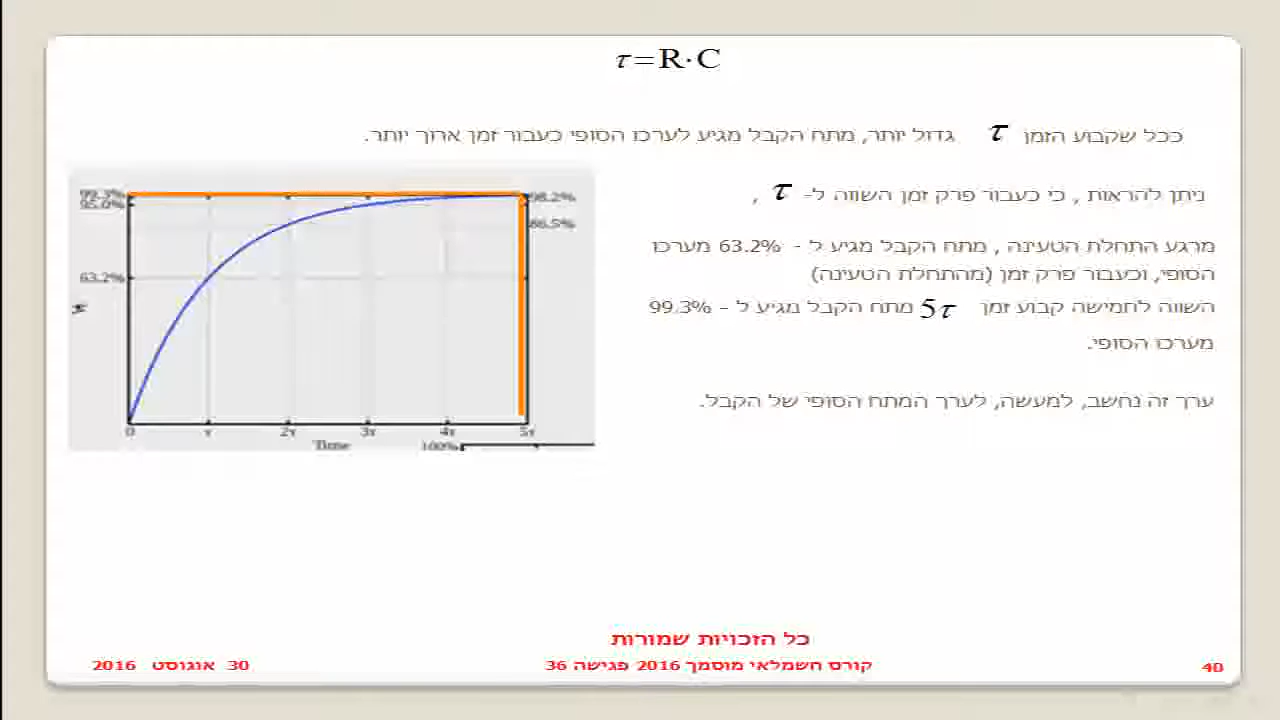 τ=R·C
ככל שקבוע הזמן τ גדול יותר, מתח הקבל מגיע לערכו הסופי כעבור זמן ארוך יותר.
ניתן להראות , כי כעבור פרק זמן השווה ל- τ ,
מרגע התחלת הטעינה , מתח הקבל מגיע ל - 63.2% מערכו
הסופי, וכעבור פרק זמן (מהתחלת הטעינה)
השווה לחמישה קבוע זמן 5τ מתח הקבל מגיע ל - 99.3%
מערכו הסופי.
ערך זה נחשב, למעשה, לערך המתח הסופי של הקבל.
99.3%
95.0%
63.2%
98.2%
86.5%
0 τ 2τ 3τ 4τ 5τ
Time
100%
כל הזכויות שמורות
קורס חשמלאי מוסמך 2016 פגישה 36
30 אוגוסט 2016
40